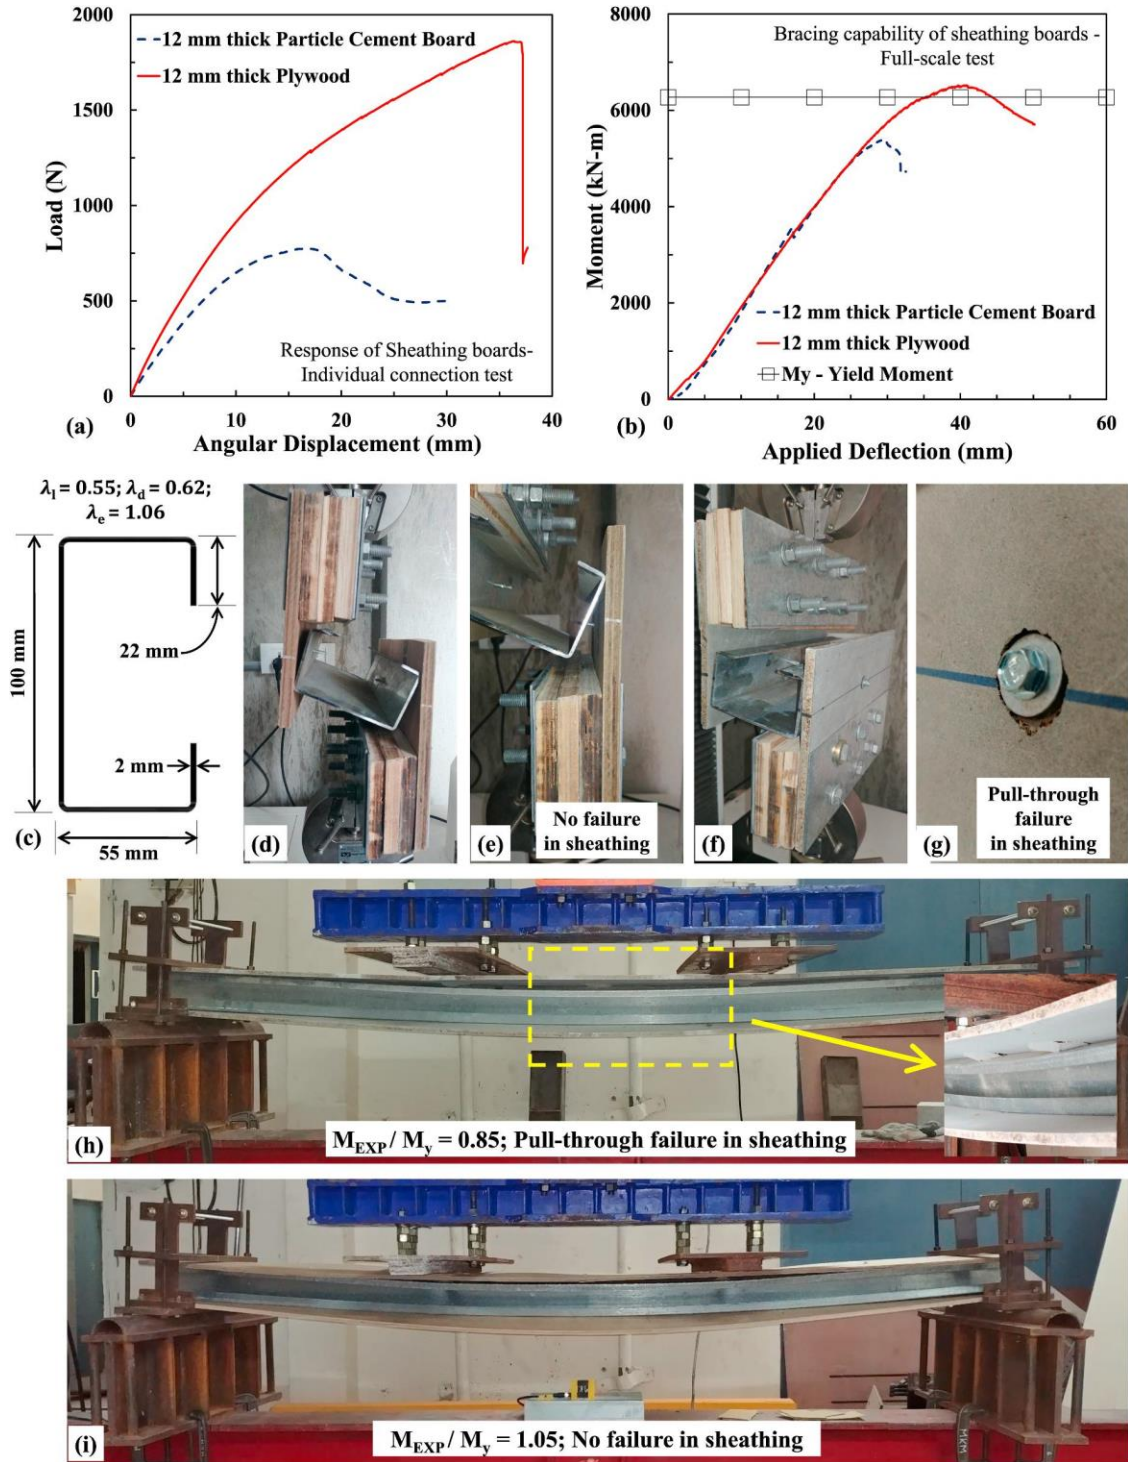 2000
1500
1000
500
0
0
10
20
30
40
Load (N)
Angular Displacement (mm)
12 mm thick Particle Cement Board
12 mm thick Plywood
Response of Sheathing boards-
Individual connection test
(a)
8000
6000
4000
2000
0
0
20
40
60
Moment (kN-m)
Applied Deflection (mm)
Bracing capability of sheathing boards -
Full-scale test
12 mm thick Particle Cement Board
12 mm thick Plywood
My - Yield Moment
(b)
λl = 0.55; λd = 0.62;
λe = 1.06
100 mm
22 mm
2 mm
55 mm
(c)
(d)
(e)
No failure
in sheathing
(f)
(g)
Pull-through
failure
in sheathing
(h)
MEXP / My = 0.85; Pull-through failure in sheathing
(i)
MEXP / My = 1.05; No failure in sheathing
MKM